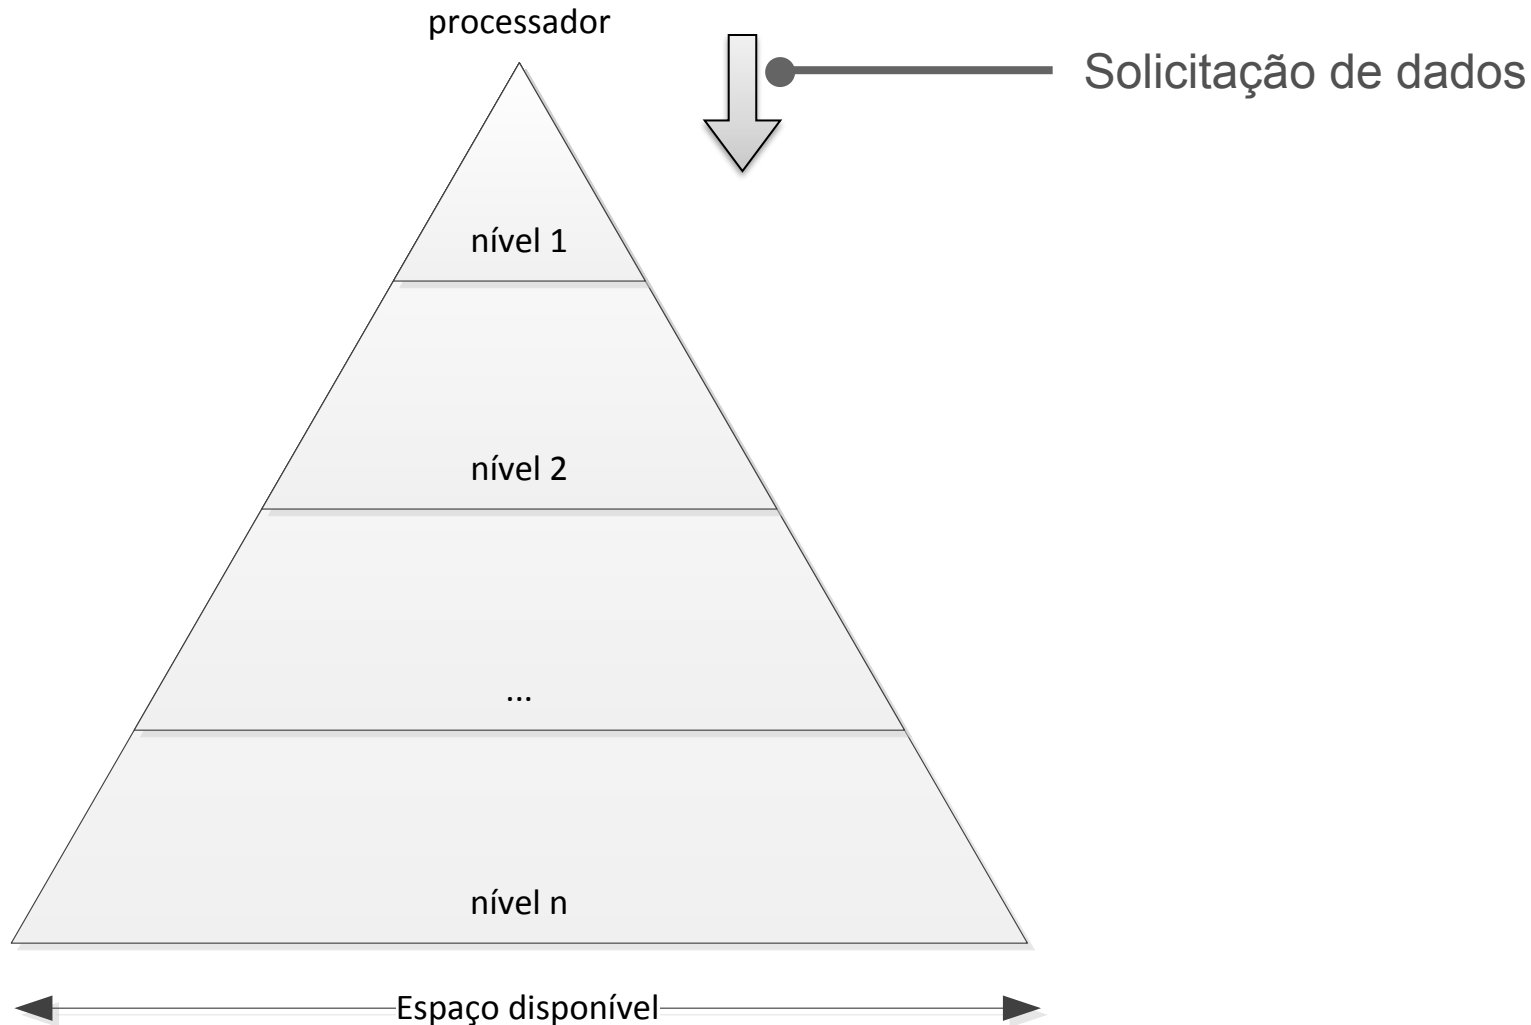 processador
Solicitação de dados
nível 1
nível 2
...
nível n
Espaço disponível